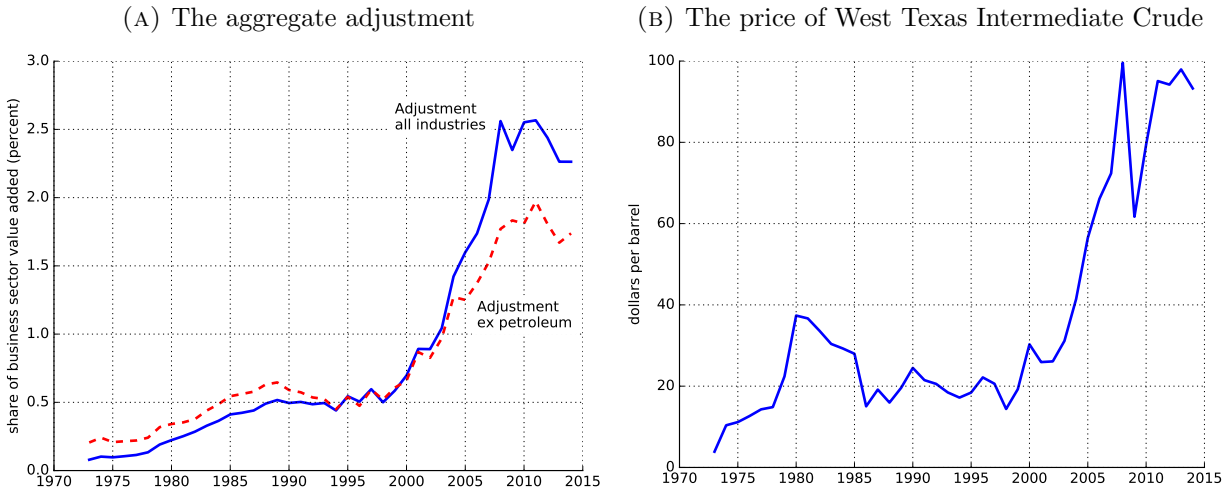 (A) The aggregate adjustment
share of business sector value added (percent)
3.0
2.5
2.0
1.5
1.0
0.5
0.0
Adjustment
all industries
Adjustment
ex petroleum
1970 1975 1980 1985 1990 1995 2000 2005 2010 2015
(B) The price of West Texas Intermediate Crude
dollars per barrel
100
80
60
40
20
0
1970 1975 1980 1985 1990 1995 2000 2005 2010 2015